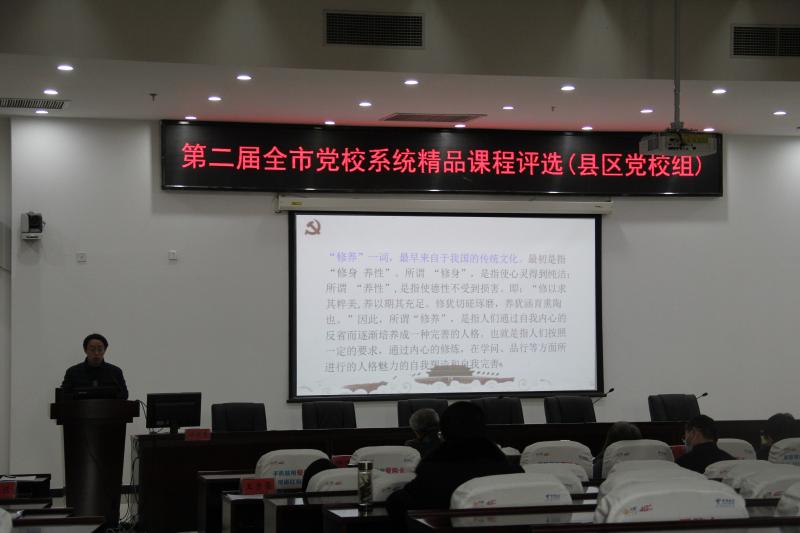 第二届全市党校系统精品课程评选(县区党校组)
“修养”一词，最早来自于我国的传统文化。最初是指
“修身 养性”。所谓 “修身”，是指使心灵得到纯洁;
所谓 “养性”,是指使德性不受到损害。即：“修以求
其粹美,养以期其充足。修犹切磋琢磨，养犹涵育熏陶
也。”因此，所谓“修养”，是指人们通过自我内心的
反省而逐渐培养成一种完善的人格。也就是指人们按照
一定的要求，通过内心的修炼，在学问、品行等方面所
进行的人格魅力的自我塑造和自我完善。